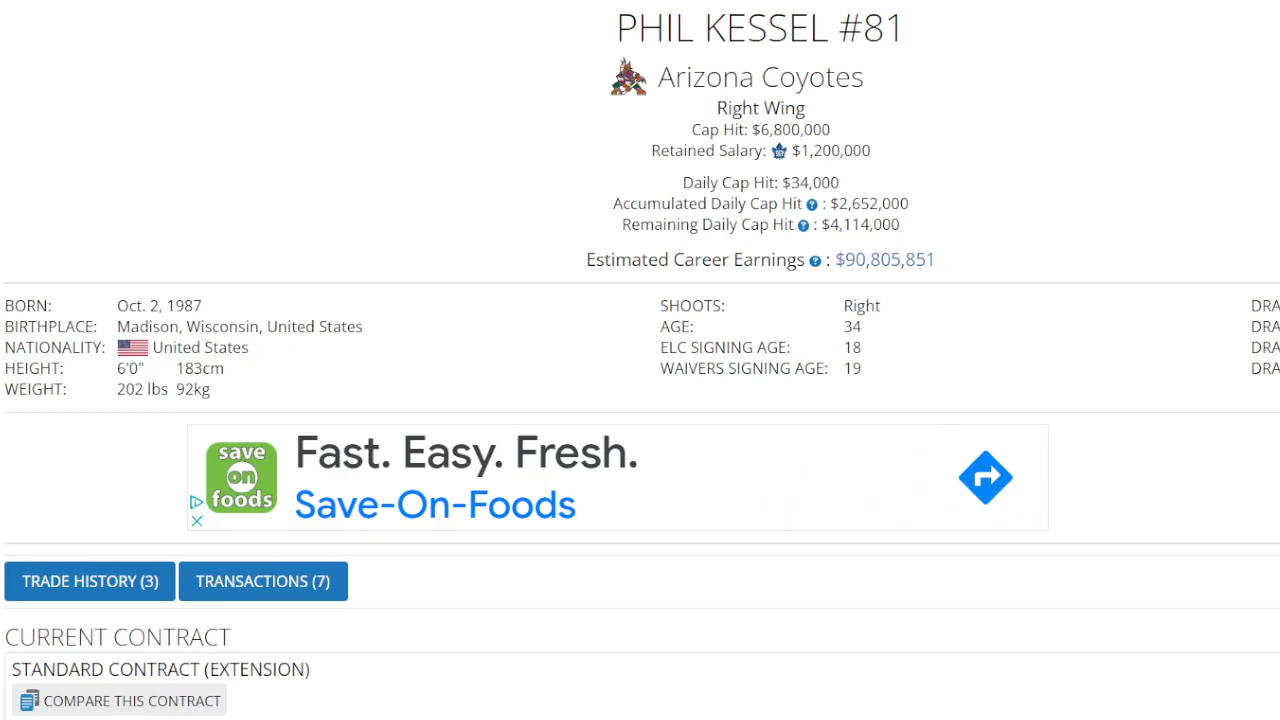 PHIL KESSEL #81
Arizona Coyotes
Right Wing
Cap Hit: $6,800,000
Retained Salary: $1,200,000
Daily Cap Hit: $34,000
Accumulated Daily Cap Hit ? : $2,652,000
Remaining Daily Cap Hit ? : $4,114,000
Estimated Career Earnings ? : $90,805,851
BORN: Oct. 2, 1987 SHOOTS: Right DRA
BIRTHPLACE: Madison, Wisconsin, United States AGE: 34 DRA
NATIONALITY: United States ELC SIGNING AGE: 18 DRA
HEIGHT: 6'0" 183cm WAIVERS SIGNING AGE: 19 DRA
WEIGHT: 202 lbs 92kg
save
on
foods
Fast. Easy. Fresh.
Save-On-Foods
TRADE HISTORY (3) TRANSACTIONS (7)
CURRENT CONTRACT
STANDARD CONTRACT (EXTENSION)
COMPARE THIS CONTRACT